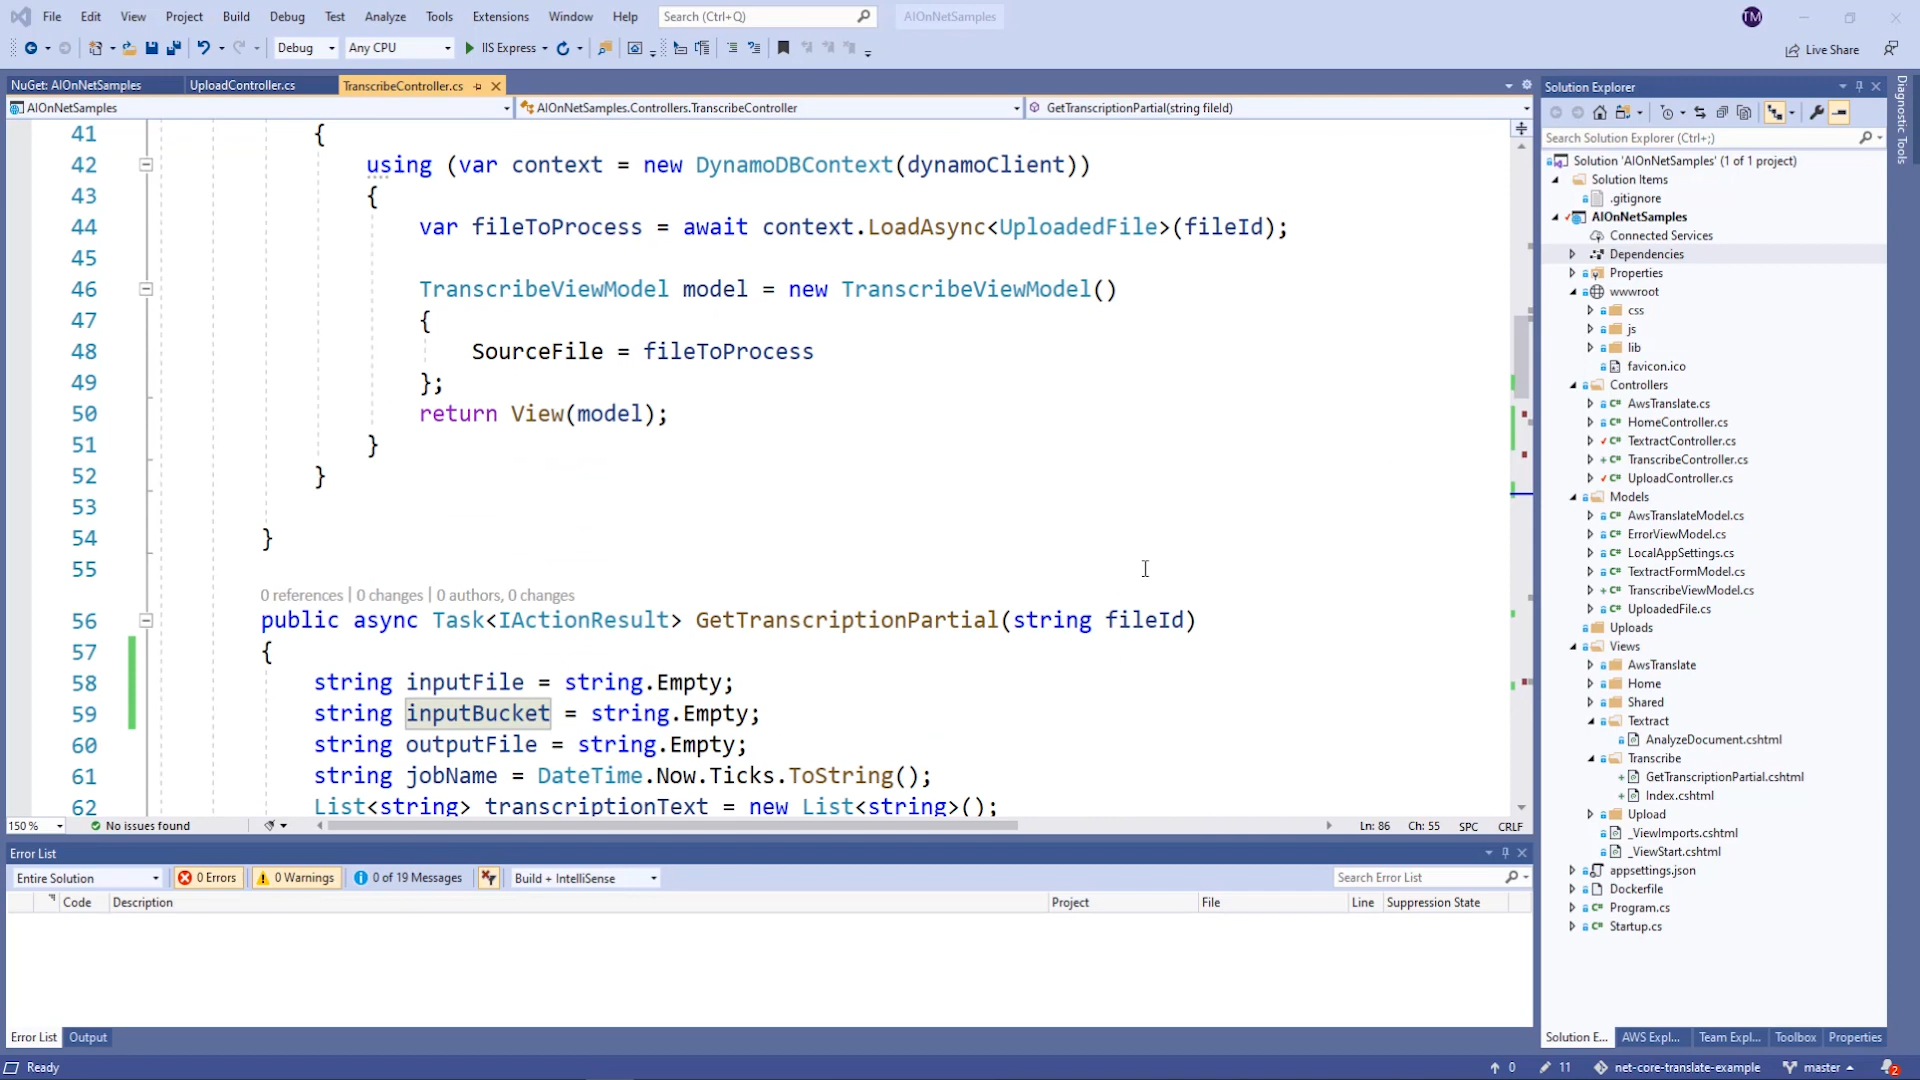 File Edit View Project Build Debug Test Analyze Tools Extensions Window Help Search (Ctrl+Q) AIOnNetSamples TM
Debug Any CPU IIS Express Live Share
NuGet: AIOnNetSamples UploadController.cs TranscribeController.cs
AIOnNetSamples AIOnNetSamples.Controllers.TranscribeController GetTranscriptionPartial(string fileId)
41 {
42 using (var context = new DynamoDBContext(dynamoClient))
43 {
44 var fileToProcess = await context.LoadAsync<UploadedFile>(fileId);
45
46 TranscribeViewModel model = new TranscribeViewModel()
47 {
48 SourceFile = fileToProcess
49 };
50 return View(model);
51 }
52 }
53
54 }
55
0 references | 0 changes | 0 authors, 0 changes
56 public async Task<IActionResult> GetTranscriptionPartial(string fileId)
57 {
58 string inputFile = string.Empty;
59 string inputBucket = string.Empty;
60 string outputFile = string.Empty;
61 string jobName = DateTime.Now.Ticks.ToString();
62 List<string> transcriptionText = new List<string>();
150 % No issues found Ln: 86 Ch: 55 SPC CRLF
Error List
Entire Solution 0 Errors 0 Warnings 0 of 19 Messages Build + IntelliSense Search Error List
Code Description Project File Line Suppression State
Error List Output
Solution Explorer
Search Solution Explorer (Ctrl+;)
Solution 'AIOnNetSamples' (1 of 1 project)
Solution Items
.gitignore
AIOnNetSamples
Connected Services
Dependencies
Properties
wwwroot
css
js
lib
favicon.ico
Controllers
AwsTranslate.cs
HomeController.cs
TextractController.cs
TranscribeController.cs
UploadController.cs
Models
AwsTranslateModel.cs
ErrorViewModel.cs
LocalAppSettings.cs
TextractFormModel.cs
TranscribeViewModel.cs
UploadedFile.cs
Uploads
Views
AwsTranslate
Home
Shared
Textract
AnalyzeDocument.cshtml
Transcribe
GetTranscriptionPartial.cshtml
Index.cshtml
Upload
_ViewImports.cshtml
_ViewStart.cshtml
appsettings.json
Dockerfile
Program.cs
Startup.cs
Solution E... AWS Expl... Team Expl... Toolbox Properties
Diagnostic Tools
Ready 0 11 net-core-translate-example master 2